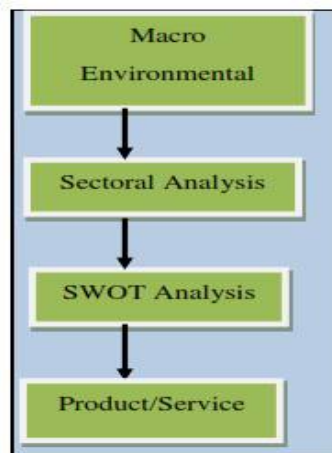 Macro
Environmental
Sectoral Analysis
SWOT Analysis
Product/Service